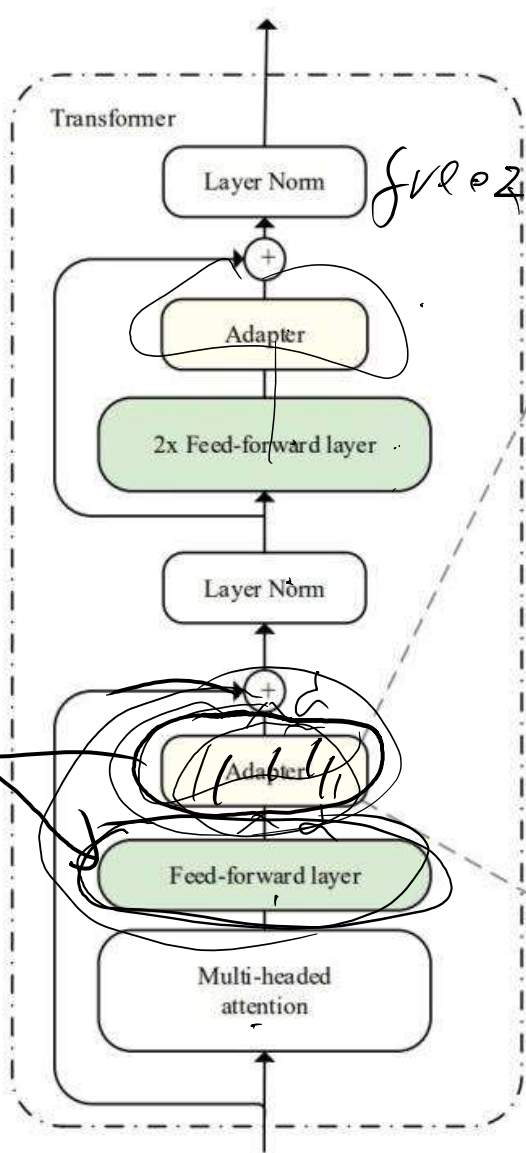 Transformer
Layer Norm
+
Adapter
2x Feed-forward layer
Layer Norm
+
Adapter
Feed-forward layer
Multi-headed
attention